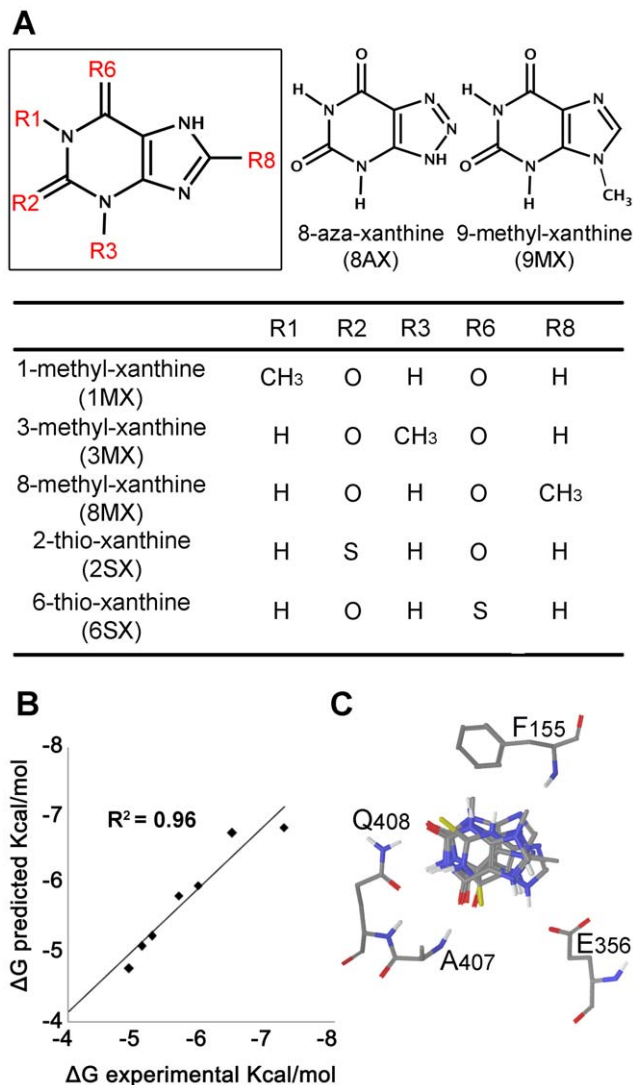 A
R6
R1
N
NH
R8
R2
N
N
R3
O
H
N
N
N
O
N
NH
H
8-aza-xanthine
(8AX)
O
H
N
N
O
N
N
H
CH3
9-methyl-xanthine
(9MX)
R1 R2 R3 R6 R8
1-methyl-xanthine
(1MX)
CH3 O H O H
3-methyl-xanthine
(3MX)
H O CH3 O H
8-methyl-xanthine
(8MX)
H O H O CH3
2-thio-xanthine
(2SX)
H S H O H
6-thio-xanthine
(6SX)
H O H S H
B
-8
-7
-6
-5
-4
R² = 0.96
ΔG predicted Kcal/mol
-4 -5 -6 -7 -8
ΔG experimental Kcal/mol
C
F155
Q408
E356
A407